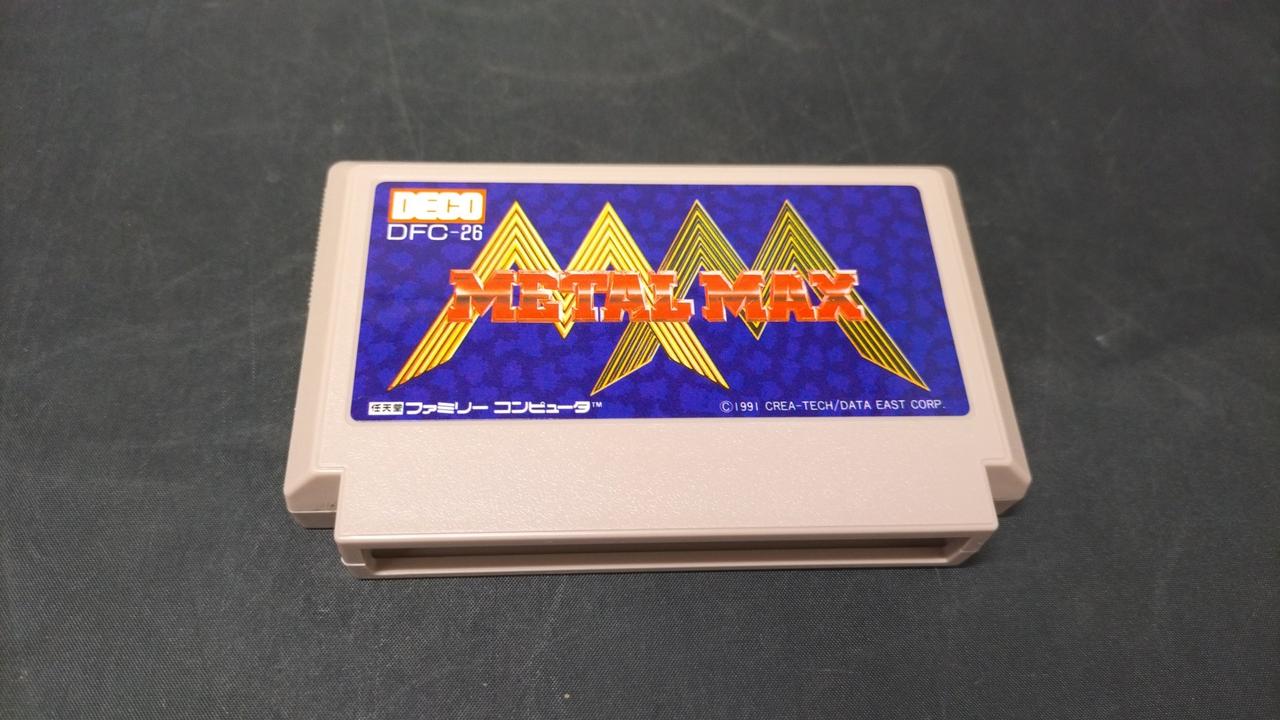 DECO
DFC-26
METAL MAX
任天堂 ファミリー コンピュータ™
©1991 CREA-TECH/DATA EAST CORP.